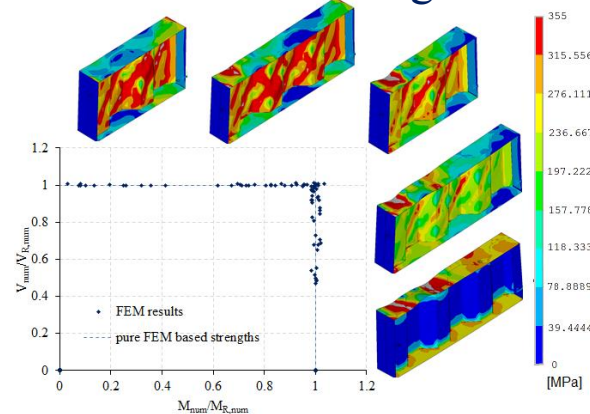 355
315.556
276.111
236.667
197.222
157.778
118.333
78.8889
39.4444
0
[MPa]
1.2
1
0.8
0.6
0.4
0.2
0
V_num/V_R,num
FEM results
pure FEM based strengths
0 0.2 0.4 0.6 0.8 1 1.2
M_num/M_R,num